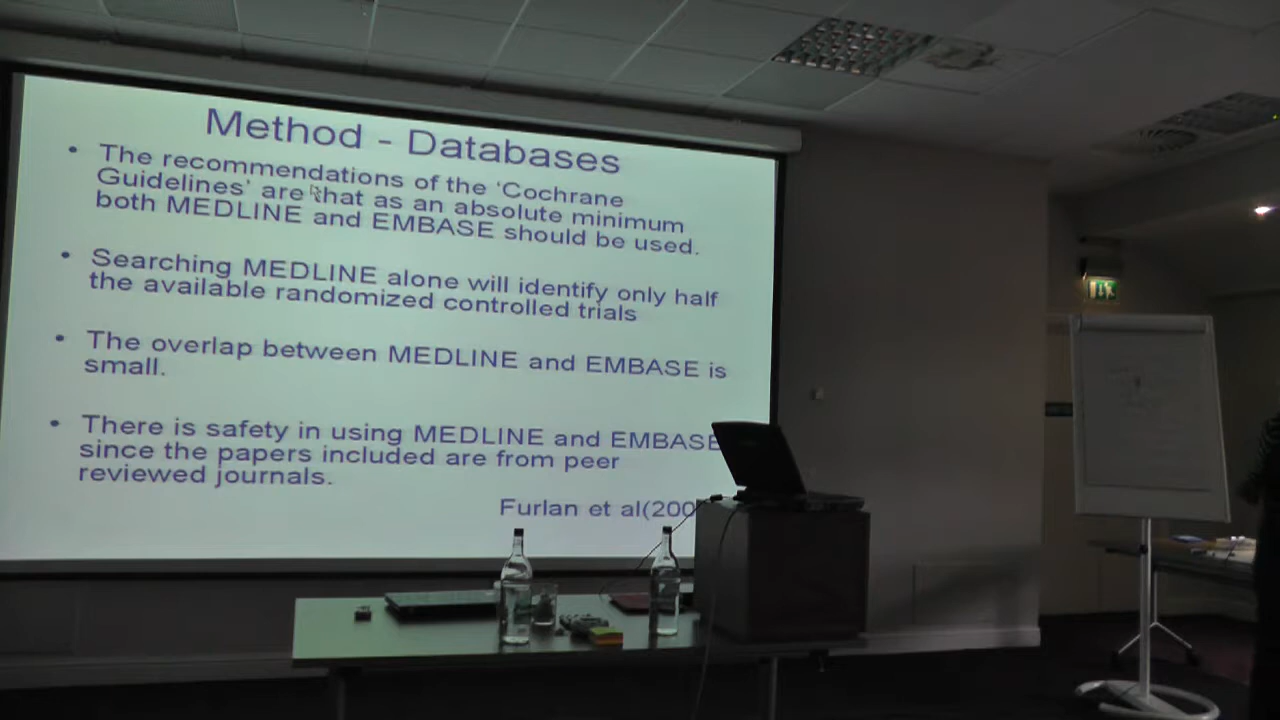 Method - Databases
• The recommendations of the 'Cochrane
Guidelines' are that as an absolute minimum
both MEDLINE and EMBASE should be used.
• Searching MEDLINE alone will identify only half
the available randomized controlled trials
• The overlap between MEDLINE and EMBASE is
small.
• There is safety in using MEDLINE and EMBASE
since the papers included are from peer
reviewed journals.
Furlan et al(200